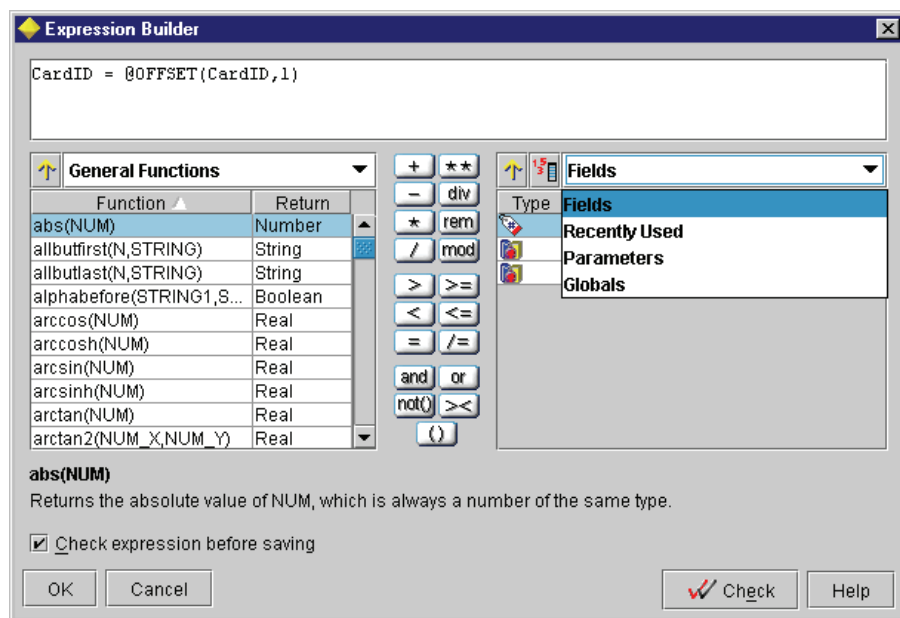 Expression Builder
CardID = @OFFSET(CardID,1)
General Functions
Function Return
abs(NUM) Number
allbutfirst(N,STRING) String
allbutlast(N,STRING) String
alphabefore(STRING1,S... Boolean
arccos(NUM) Real
arccosh(NUM) Real
arcsin(NUM) Real
arcsinh(NUM) Real
arctan(NUM) Real
arctan2(NUM_X,NUM_Y) Real
+ **
- div
* rem
/ mod
> >=
< <=
= /=
and or
not() ><
()
Fields
Type
Fields
Recently Used
Parameters
Globals
abs(NUM)
Returns the absolute value of NUM, which is always a number of the same type.
Check expression before saving
OK Cancel Check Help